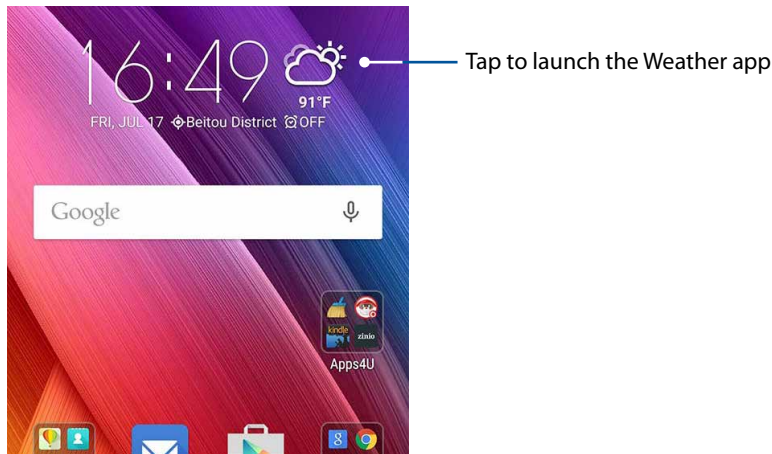 16:49
Tap to launch the Weather app
91°F
FRI, JUL 17 Beitou District OFF
Google
kindle
zinio
Apps4U
8